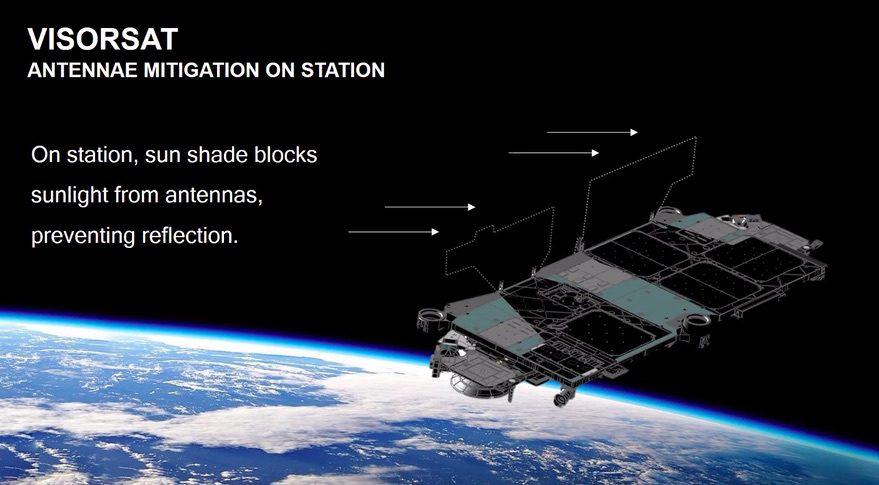 VISORSAT
ANTENNAE MITIGATION ON STATION
On station, sun shade blocks
sunlight from antennas,
preventing reflection.